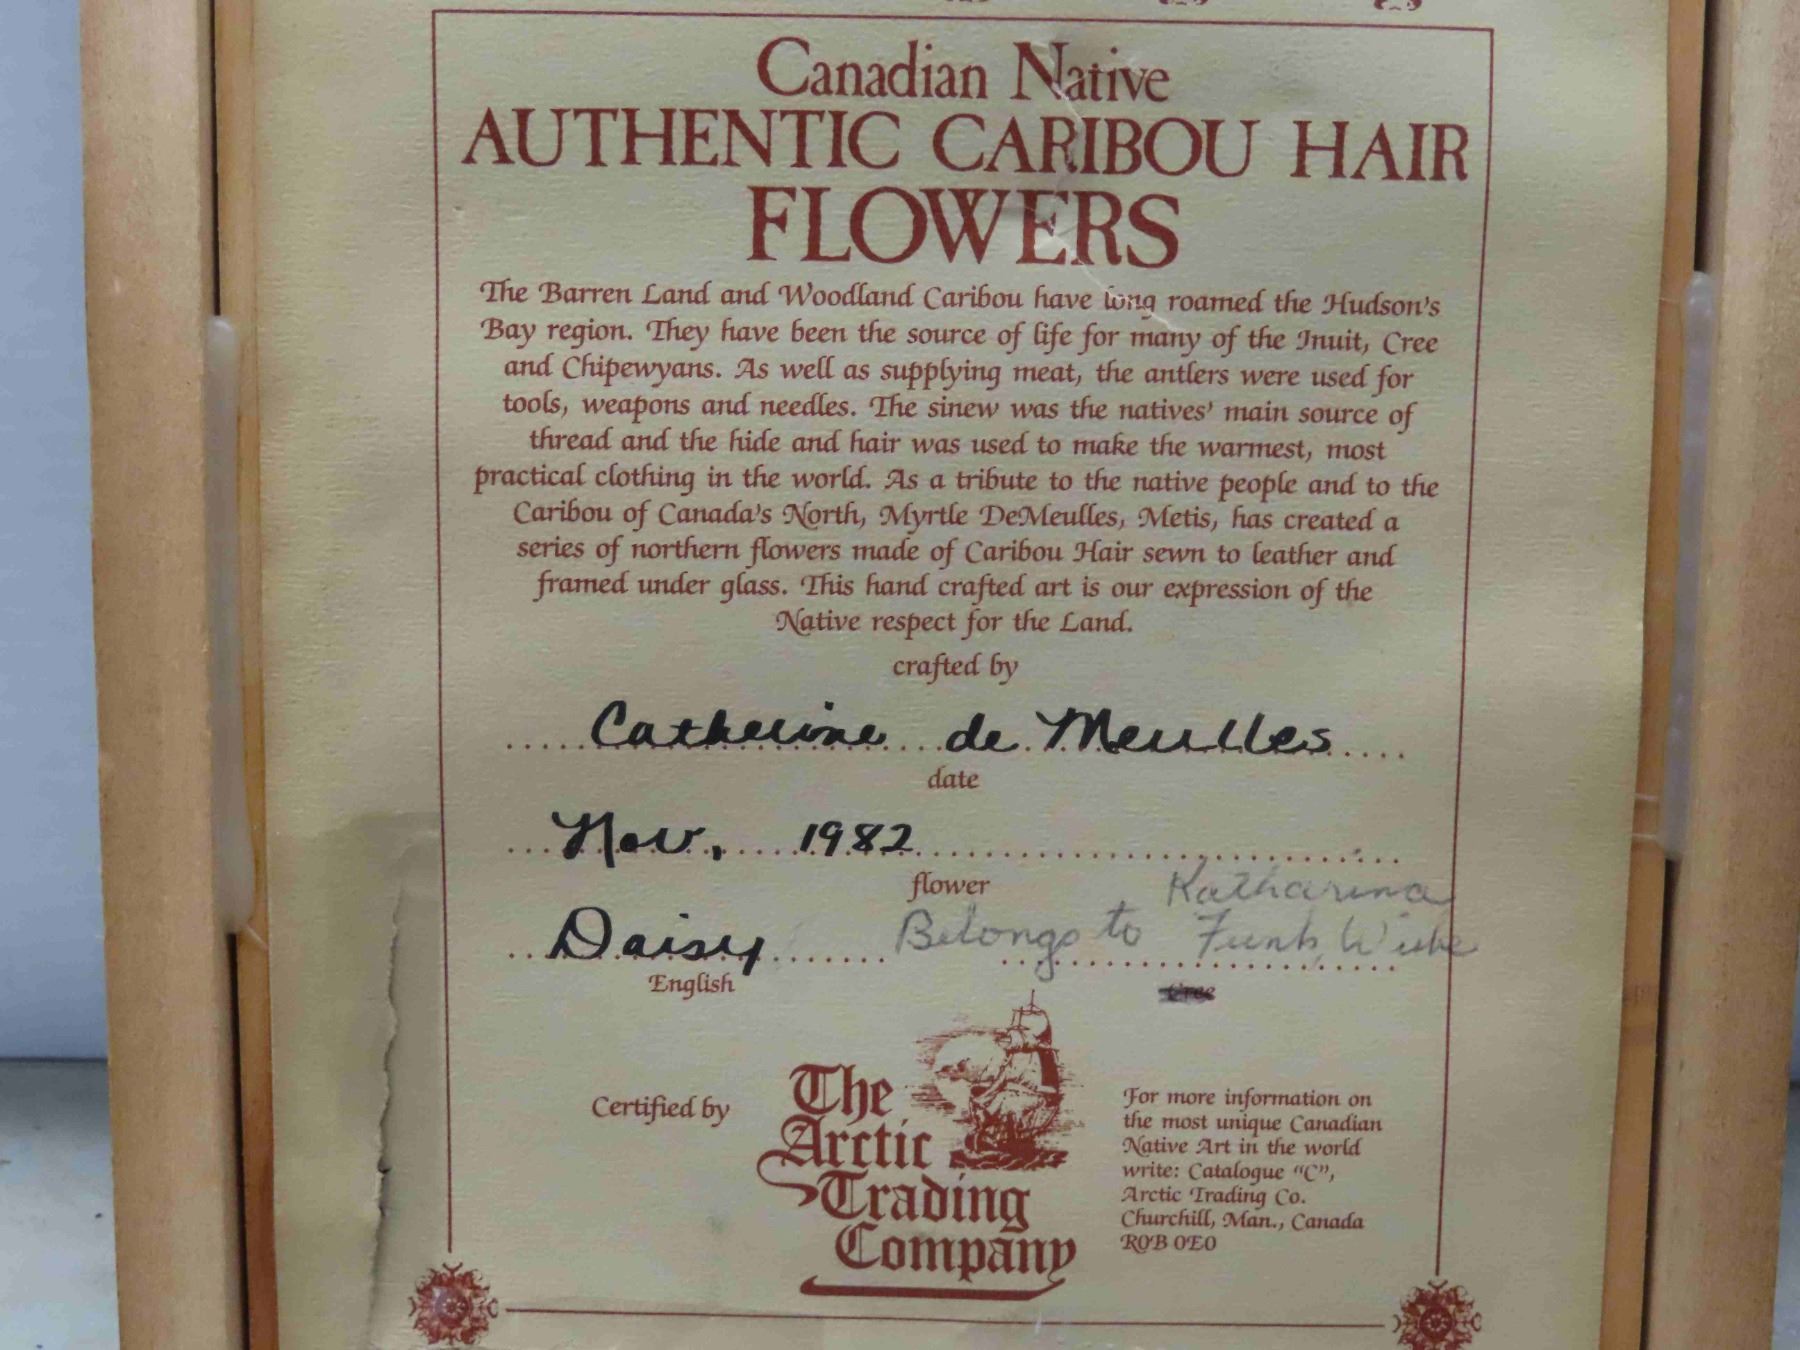 Canadian Native
AUTHENTIC CARIBOU HAIR
FLOWERS
The Barren Land and Woodland Caribou have long roamed the Hudson's
Bay region. They have been the source of life for many of the Inuit, Cree
and Chipewyans. As well as supplying meat, the antlers were used for
tools, weapons and needles. The sinew was the natives' main source of
thread and the hide and hair was used to make the warmest, most
practical clothing in the world. As a tribute to the native people and to the
Caribou of Canada's North, Myrtle DeMeulles, Metis, has created a
series of northern flowers made of Caribou Hair sewn to leather and
framed under glass. This hand crafted art is our expression of the
Native respect for the Land.
crafted by
Catherine de Meulles
date
Nov. 1982
flower
Katharina
Daisy Belongs to Funk
English Cree
Certified by
The
Arctic
Trading
Company
For more information on
the most unique Canadian
Native Art in the world
write: Catalogue "C",
Arctic Trading Co.
Churchill, Man., Canada
R0B 0E0